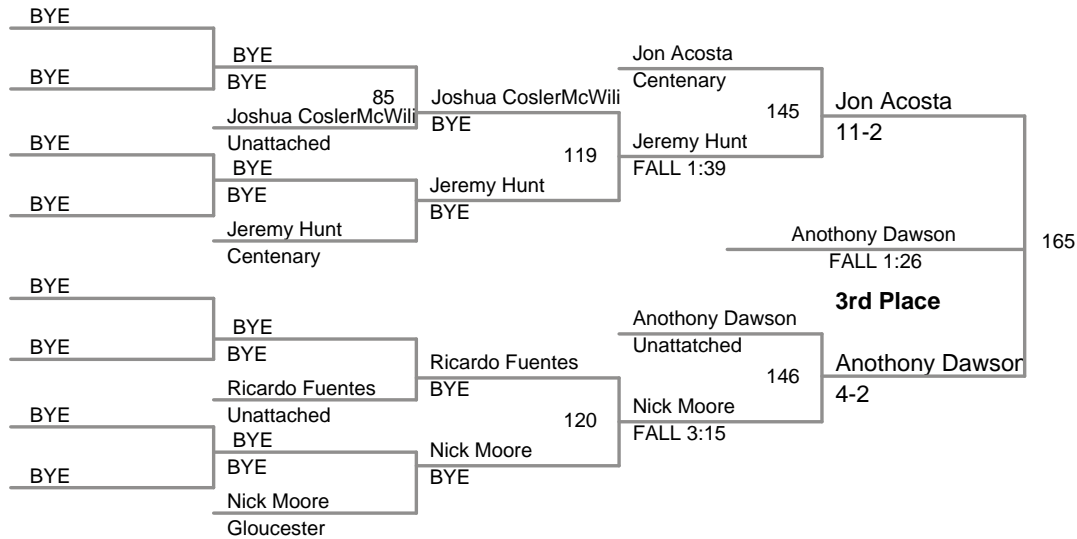 BYE
BYE
BYE
BYE
85
Joshua CoslerMcWili
Unattached
BYE
BYE
BYE
BYE
Jeremy Hunt
Centenary
Joshua CoslerMcWili
BYE
119
Jeremy Hunt
BYE
Jon Acosta
Centenary
145
Jeremy Hunt
FALL 1:39
Jon Acosta
11-2
Anothony Dawson
FALL 1:26
165
3rd Place
BYE
BYE
BYE
BYE
Ricardo Fuentes
Unattached
BYE
BYE
BYE
BYE
Nick Moore
Gloucester
Ricardo Fuentes
BYE
120
Nick Moore
BYE
Anothony Dawson
Unattatched
146
Nick Moore
FALL 3:15
Anothony Dawson
4-2